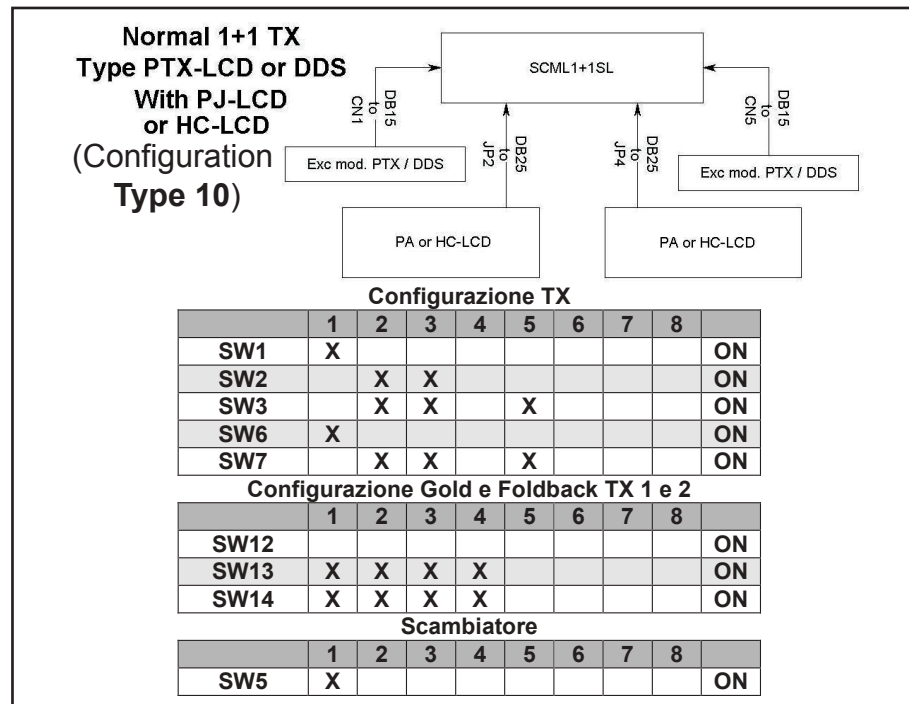 Normal 1+1 TX
Type PTX-LCD or DDS
With PJ-LCD
or HC-LCD
(Configuration
Type 10)
SCML1+1SL
DB15
to
CN1
DB25
to
JP2
DB25
to
JP4
DB15
to
CN5
Exc mod. PTX / DDS
Exc mod. PTX / DDS
PA or HC-LCD
PA or HC-LCD
Configurazione TX
1 2 3 4 5 6 7 8
SW1 X ON
SW2 X X ON
SW3 X X X ON
SW6 X ON
SW7 X X X ON
Configurazione Gold e Foldback TX 1 e 2
1 2 3 4 5 6 7 8
SW12 ON
SW13 X X X X ON
SW14 X X X X ON
Scambiatore
1 2 3 4 5 6 7 8
SW5 X ON